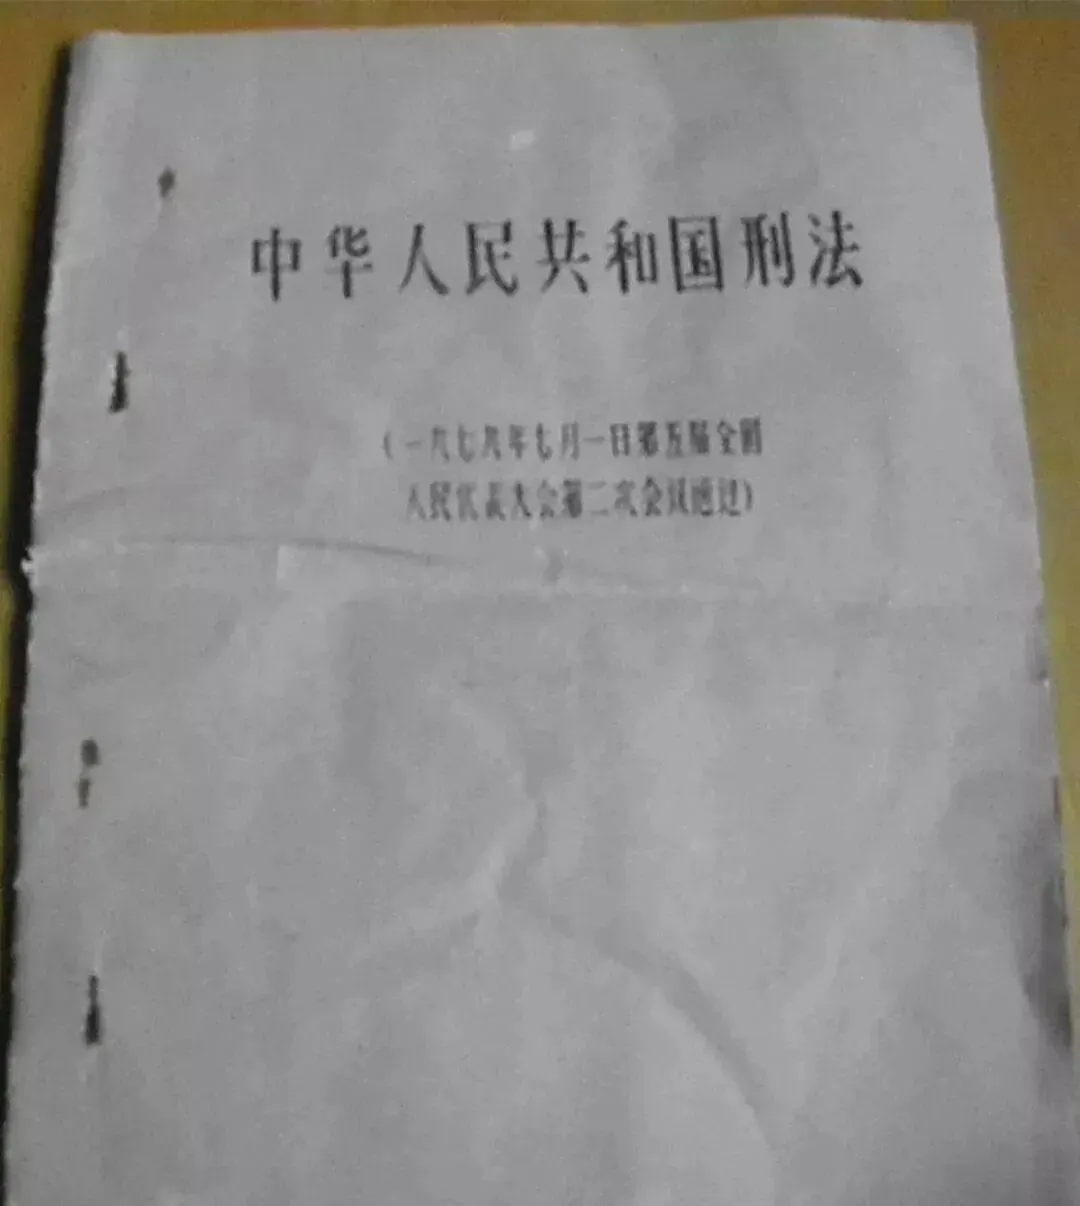 中华人民共和国刑法
（一九七九年七月一日第五届全国
人民代表大会第二次会议通过）